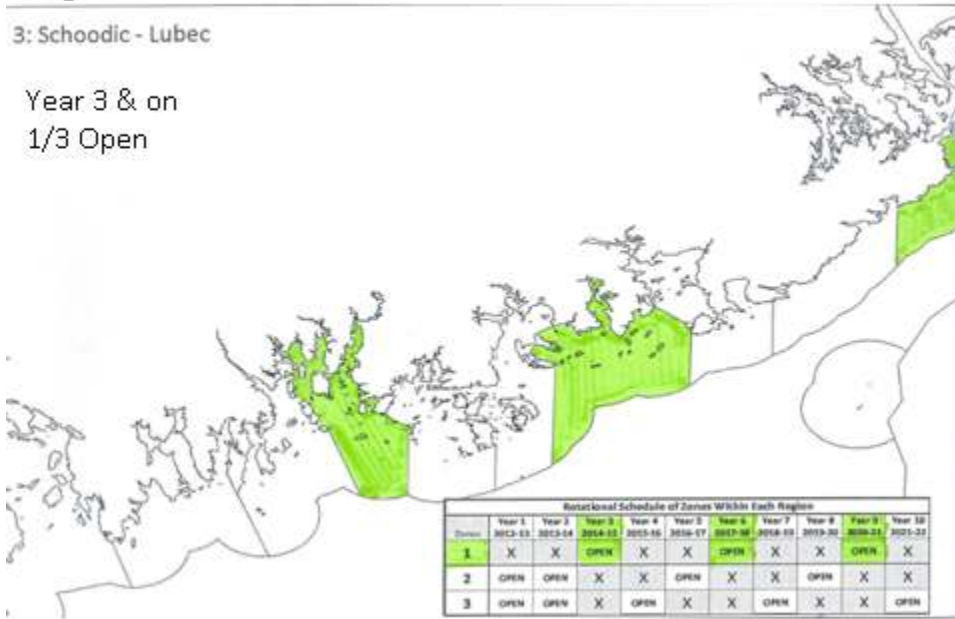 3: Schoodic - Lubec
Year 3 & on
1/3 Open
Rotational Schedule of Zones Within Each Region
Zones Year 1 Year 2 Year 3 Year 4 Year 5 Year 6 Year 7 Year 8 Year 9 Year 10
2012-13 2013-14 2014-15 2015-16 2016-17 2017-18 2018-19 2019-20 2020-21 2021-22
1 X X OPEN X X OPEN X X OPEN X
2 OPEN OPEN X X OPEN X X OPEN X X
3 OPEN OPEN X OPEN X X OPEN X X OPEN